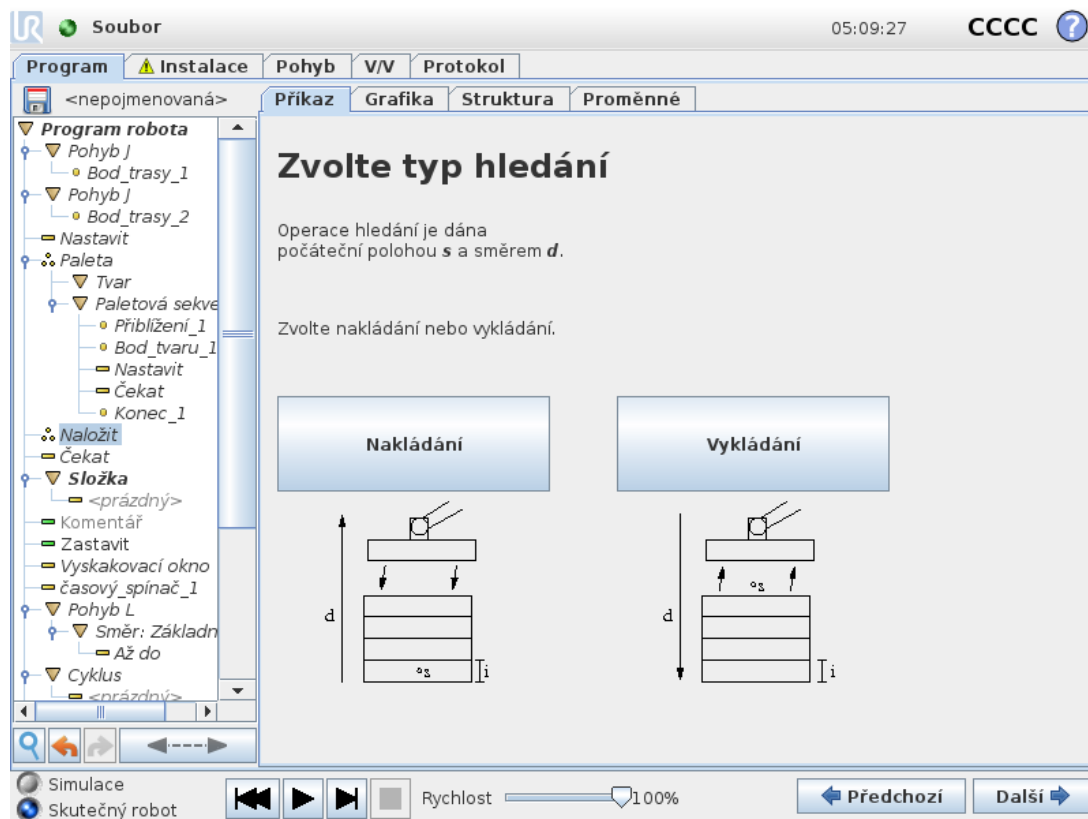 UR Soubor 05:09:27 CCCC ?
Program Instalace Pohyb V/V Protokol
<nepojmenovaná> Příkaz Grafika Struktura Proměnné
Program robota
Pohyb J
Bod_trasy_1
Pohyb J
Bod_trasy_2
Nastavit
Paleta
Tvar
Paletová sekve
Přiblížení_1
Bod_tvaru_1
Nastavit
Čekat
Konec_1
Naložit
Čekat
Složka
<prázdný>
Komentář
Zastavit
Vyskakovací okno
časový_spínač_1
Pohyb L
Směr: Základn
Až do
Cyklus
<prázdný>
Zvolte typ hledání
Operace hledání je dána
počáteční polohou s a směrem d.
Zvolte nakládání nebo vykládání.
Nakládání Vykládání
d s i
d s i
Simulace
Skutečný robot
Rychlost 100%
Předchozí Další